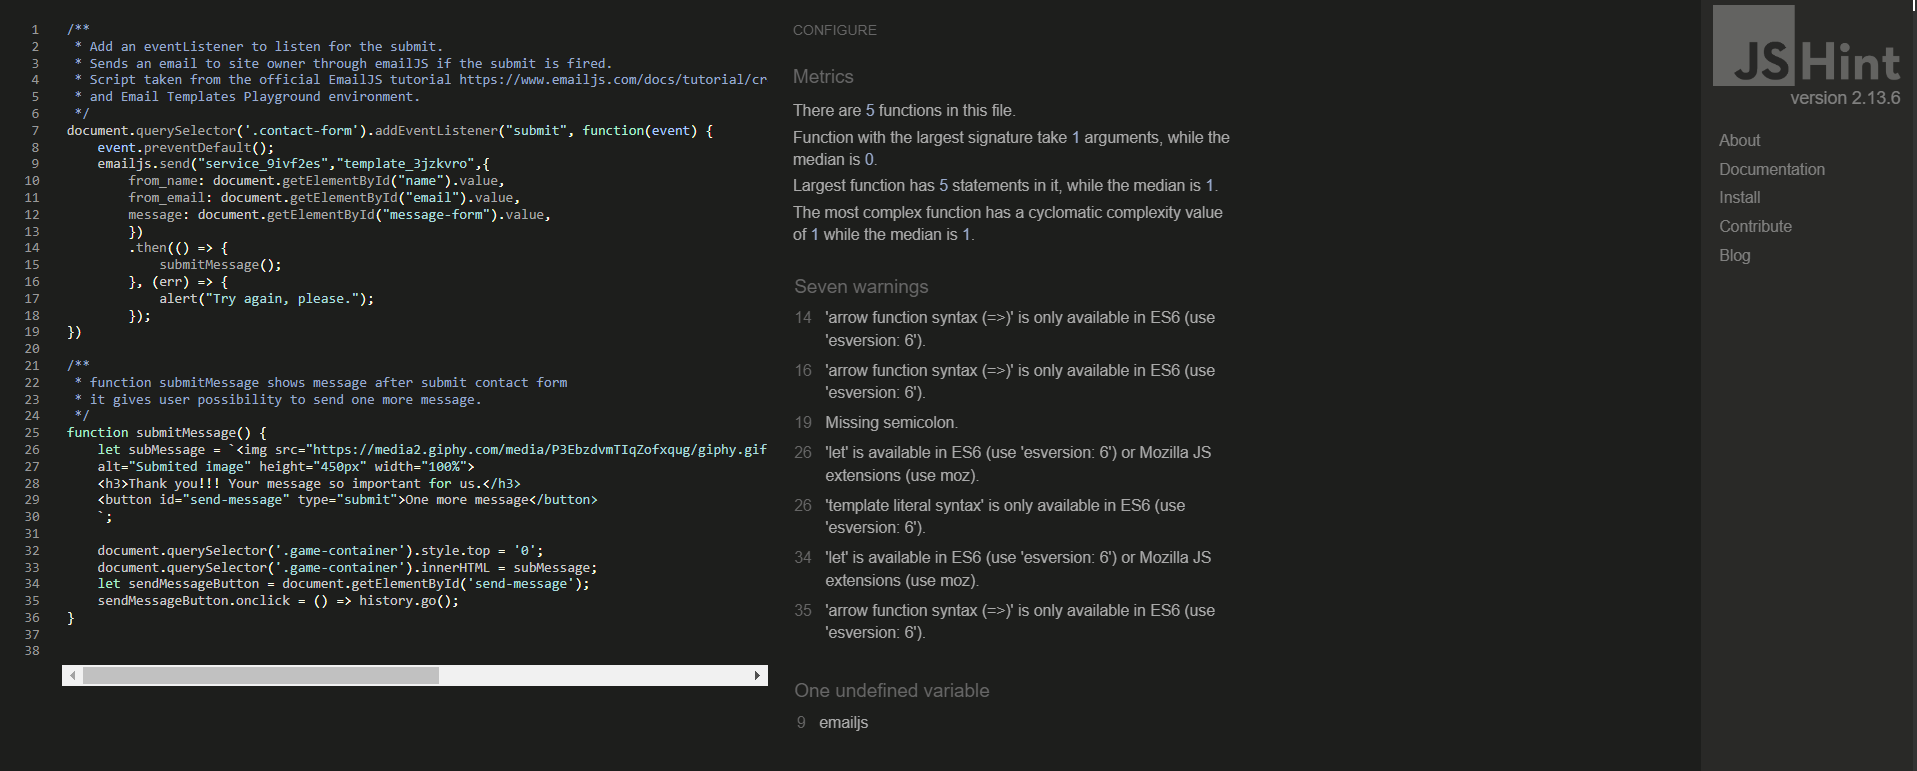 1 /**
2  * Add an eventListener to listen for the submit.
3  * Sends an email to site owner through emailJS if the submit is fired.
4  * Script taken from the official EmailJS tutorial https://www.emailjs.com/docs/tutorial/cr
5  * and Email Templates Playground environment.
6  */
7 document.querySelector('.contact-form').addEventListener("submit", function(event) {
8     event.preventDefault();
9     emailjs.send("service_9ivf2es","template_3jzkvro",{
10         from_name: document.getElementById("name").value,
11         from_email: document.getElementById("email").value,
12         message: document.getElementById("message-form").value,
13         })
14         .then(() => {
15             submitMessage();
16         }, (err) => {
17             alert("Try again, please.");
18         });
19 })
20
21 /**
22  * function submitMessage shows message after submit contact form
23  * it gives user possibility to send one more message.
24  */
25 function submitMessage() {
26     let subMessage = `<img src="https://media2.giphy.com/media/P3EbzdvmTIqZofxqug/giphy.gif
27     alt="Submited image" height="450px" width="100%">
28     <h3>Thank you!!! Your message so important for us.</h3>
29     <button id="send-message" type="submit">One more message</button>
30     `;
31
32     document.querySelector('.game-container').style.top = '0';
33     document.querySelector('.game-container').innerHTML = subMessage;
34     let sendMessageButton = document.getElementById('send-message');
35     sendMessageButton.onclick = () => history.go();
36 }
37
38
CONFIGURE
Metrics
There are 5 functions in this file.
Function with the largest signature take 1 arguments, while the
median is 0.
Largest function has 5 statements in it, while the median is 1.
The most complex function has a cyclomatic complexity value
of 1 while the median is 1.
Seven warnings
14 'arrow function syntax (=>)' is only available in ES6 (use
'esversion: 6').
16 'arrow function syntax (=>)' is only available in ES6 (use
'esversion: 6').
19 Missing semicolon.
26 'let' is available in ES6 (use 'esversion: 6') or Mozilla JS
extensions (use moz).
26 'template literal syntax' is only available in ES6 (use
'esversion: 6').
34 'let' is available in ES6 (use 'esversion: 6') or Mozilla JS
extensions (use moz).
35 'arrow function syntax (=>)' is only available in ES6 (use
'esversion: 6').
One undefined variable
9 emailjs
JSHint
version 2.13.6
About
Documentation
Install
Contribute
Blog